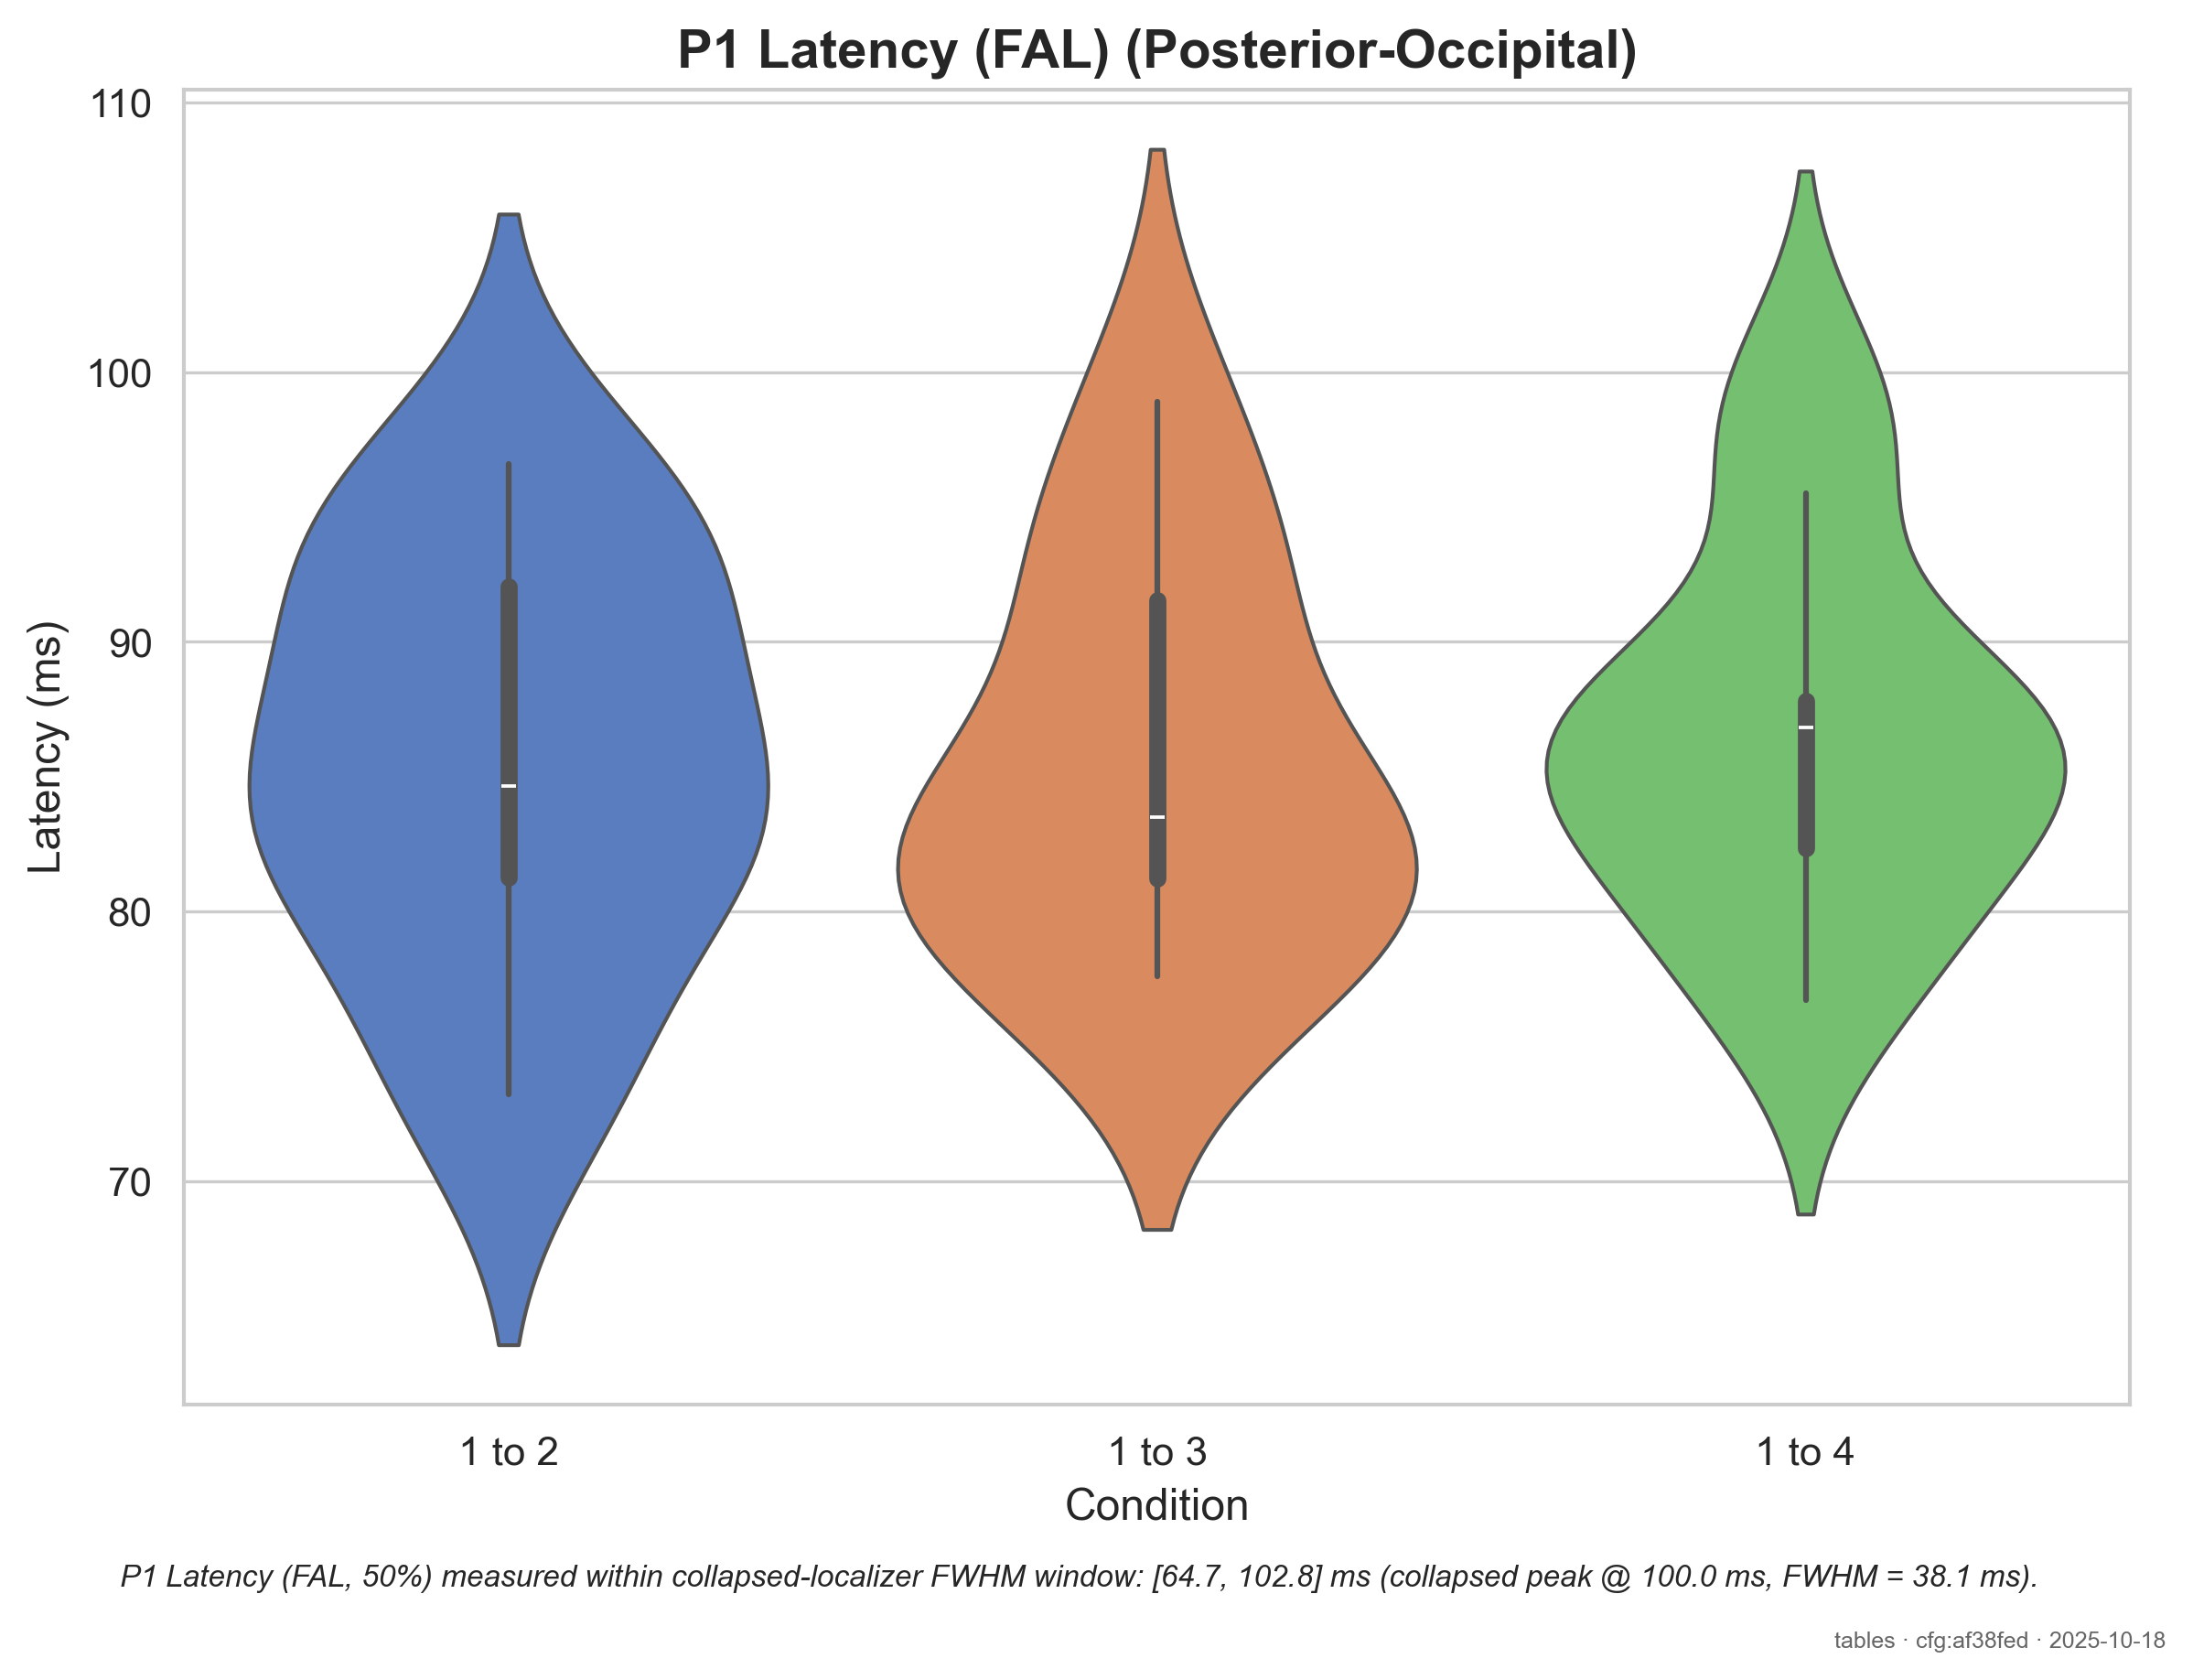 P1 Latency (FAL) (Posterior-Occipital)
110
100
90
80
70
Latency (ms)
1 to 2
1 to 3
1 to 4
Condition
P1 Latency (FAL, 50%) measured within collapsed-localizer FWHM window: [64.7, 102.8] ms (collapsed peak @ 100.0 ms, FWHM = 38.1 ms).
tables · cfg:af38fed · 2025-10-18